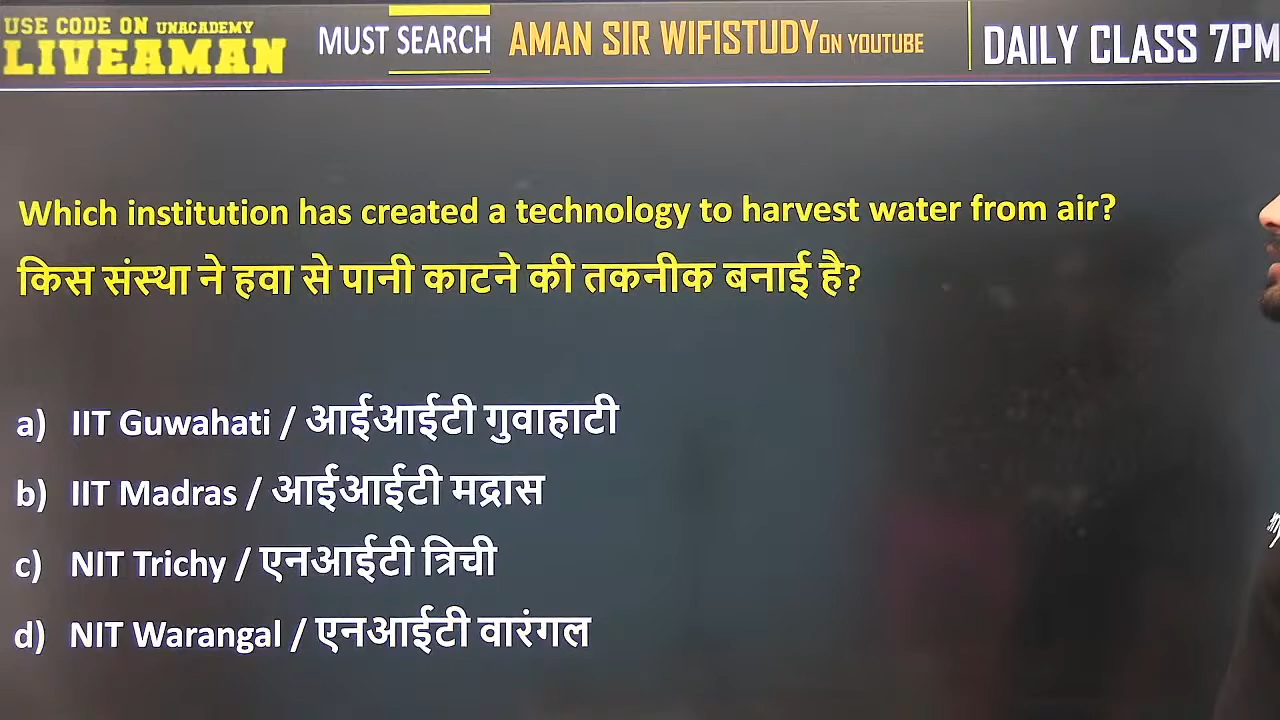 USE CODE ON UNACADEMY
LIVEAMAN
MUST SEARCH
AMAN SIR WIFISTUDY ON YOUTUBE
DAILY CLASS 7PM
Which institution has created a technology to harvest water from air?
किस संस्था ने हवा से पानी काटने की तकनीक बनाई है?
a) IIT Guwahati / आईआईटी गुवाहाटी
b) IIT Madras / आईआईटी मद्रास
c) NIT Trichy / एनआईटी त्रिची
d) NIT Warangal / एनआईटी वारंगल